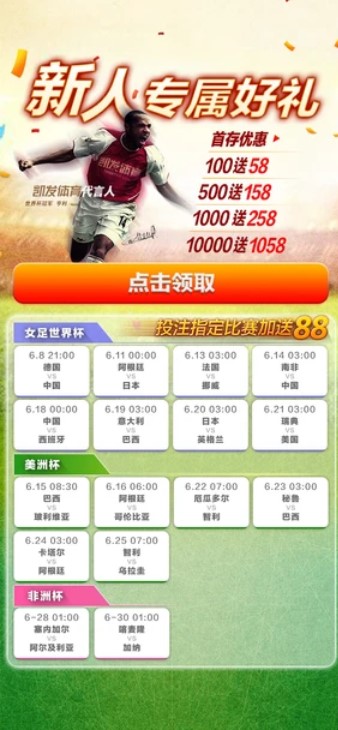 新人专属好礼
首存优惠
100送58
500送158
1000送258
10000送1058
凯发体育代言人
世界杯冠军 亨利
点击领取
投注指定比赛加送88
女足世界杯
6.8 21:00
德国
VS
中国
6.11 00:00
阿根廷
VS
日本
6.13 03:00
法国
VS
挪威
6.14 03:00
南非
VS
中国
6.18 00:00
中国
VS
西班牙
6.19 03:00
意大利
VS
巴西
6.20 03:00
日本
VS
英格兰
6.21 03:00
瑞典
VS
美国
美洲杯
6.15 08:30
巴西
VS
玻利维亚
6.16 06:00
阿根廷
VS
哥伦比亚
6.22 07:00
厄瓜多尔
VS
智利
6.23 03:00
秘鲁
VS
巴西
6.24 03:00
卡塔尔
VS
阿根廷
6.25 07:00
智利
VS
乌拉圭
非洲杯
6-28 01:00
塞内加尔
VS
阿尔及利亚
6-30 01:00
喀麦隆
VS
加纳